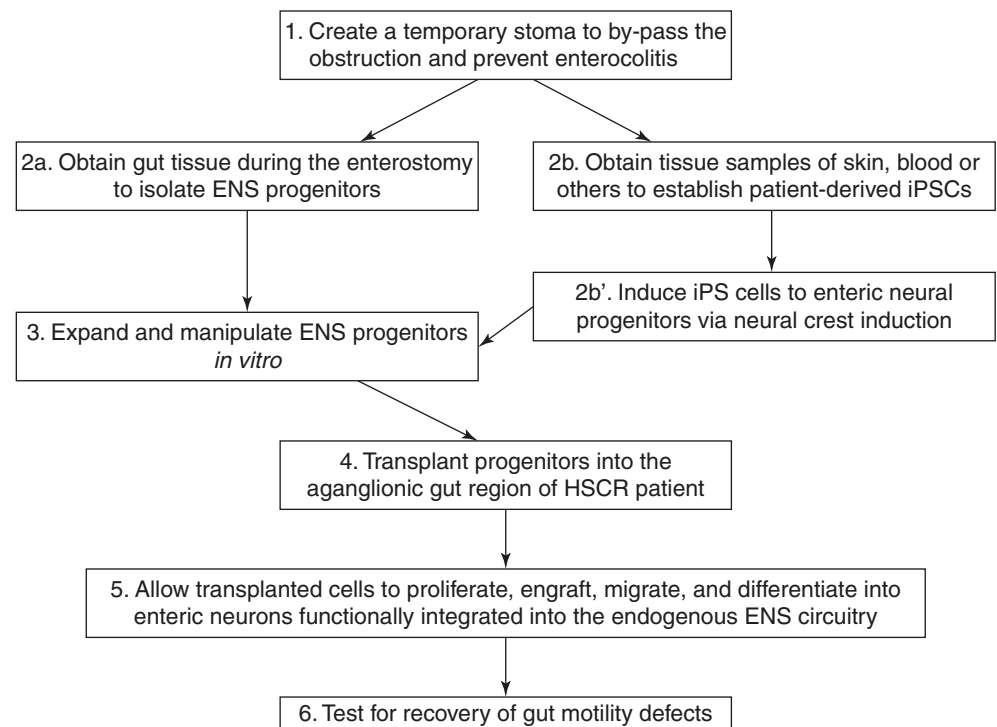 1. Create a temporary stoma to by-pass the
obstruction and prevent enterocolitis
2a. Obtain gut tissue during the enterostomy
to isolate ENS progenitors
2b. Obtain tissue samples of skin, blood or
others to establish patient-derived iPSCs
2b'. Induce iPS cells to enteric neural
progenitors via neural crest induction
3. Expand and manipulate ENS progenitors
in vitro
4. Transplant progenitors into the
aganglionic gut region of HSCR patient
5. Allow transplanted cells to proliferate, engraft, migrate, and differentiate into
enteric neurons functionally integrated into the endogenous ENS circuitry
6. Test for recovery of gut motility defects